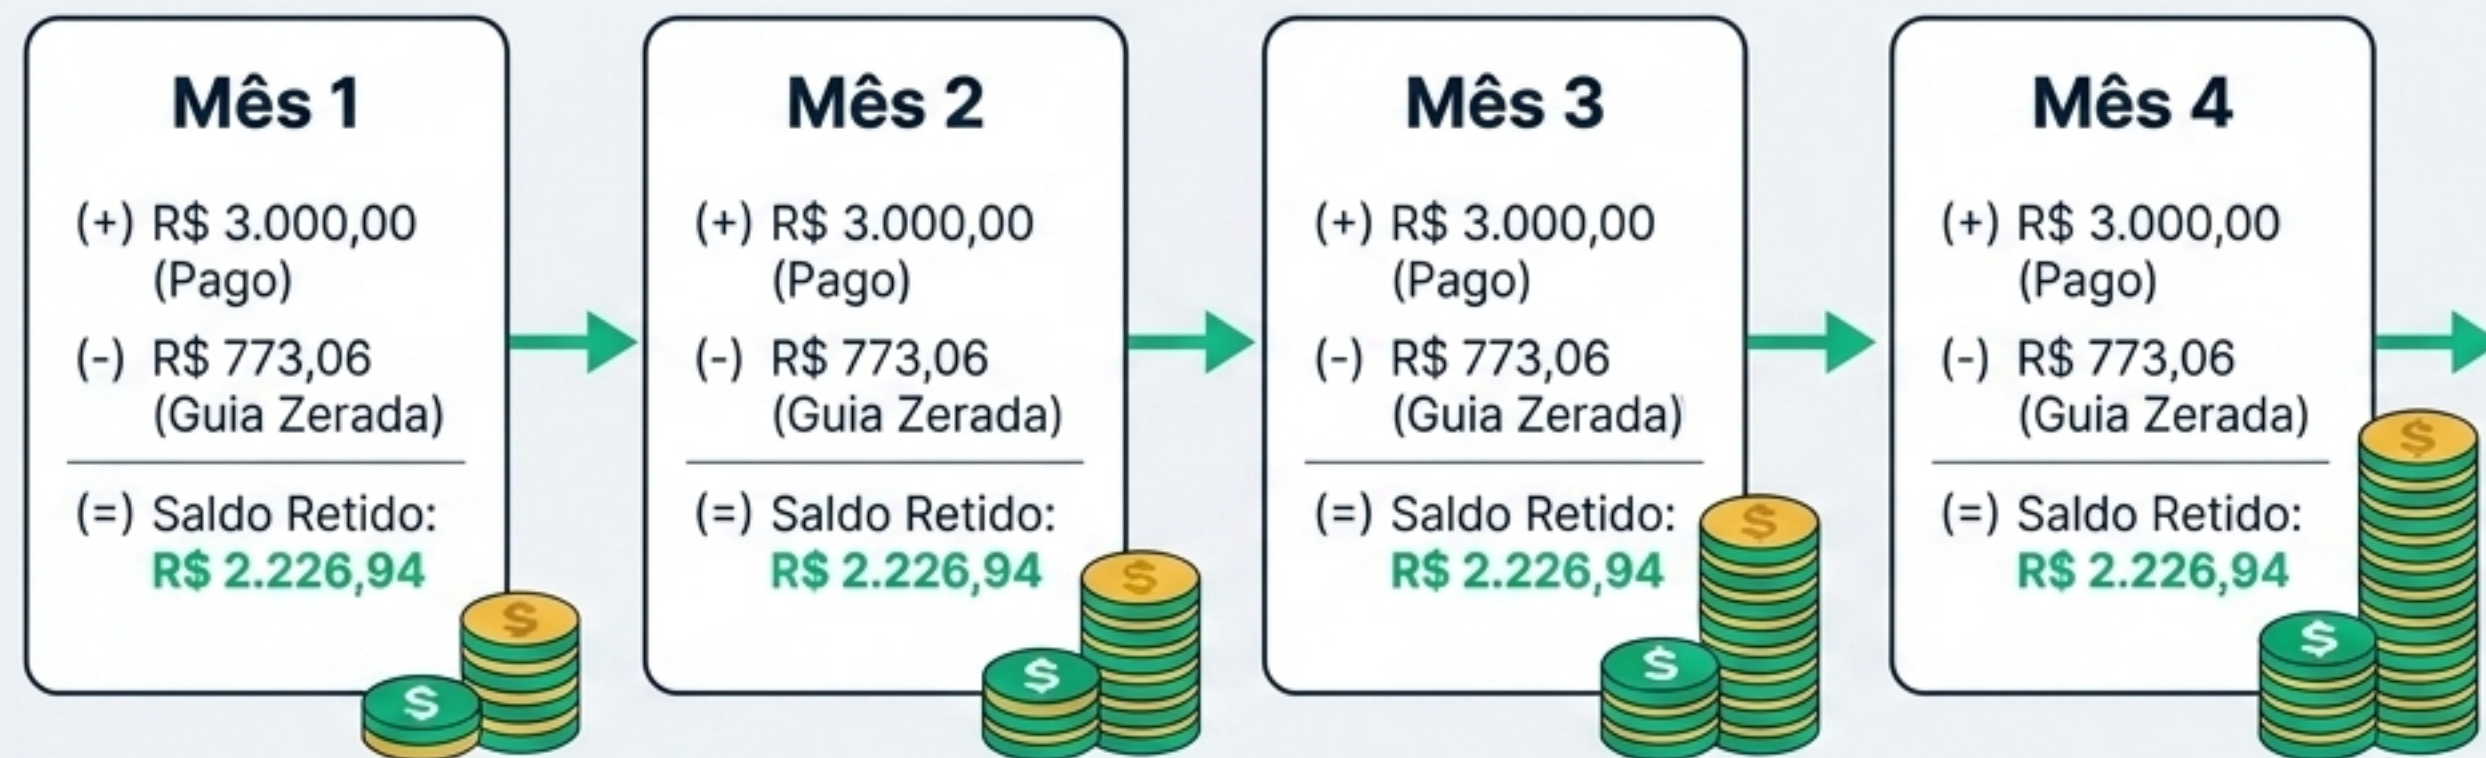 Mês 1
(+) R$ 3.000,00
(Pago)
(-) R$ 773,06
(Guia Zerada)
(=) Saldo Retido:
R$ 2.226,94
$
$
Mês 2
(+) R$ 3.000,00
(Pago)
(-) R$ 773,06
(Guia Zerada)
(=) Saldo Retido:
R$ 2.226,94
$
$
Mês 3
(+) R$ 3.000,00
(Pago)
(-) R$ 773,06
(Guia Zerada)
(=) Saldo Retido:
R$ 2.226,94
$
$
Mês 4
(+) R$ 3.000,00
(Pago)
(-) R$ 773,06
(Guia Zerada)
(=) Saldo Retido:
R$ 2.226,94
$
$